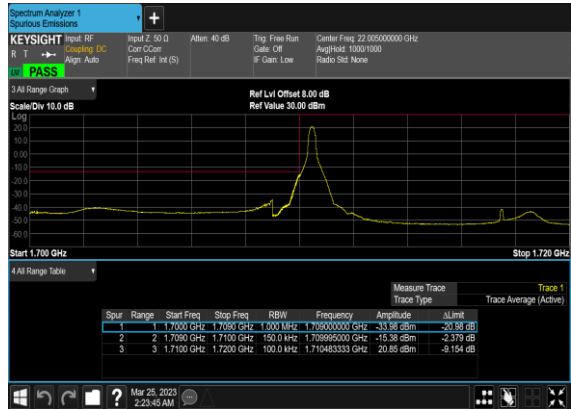 Spectrum Analyzer 1
Spurious Emissions
KEYSIGHT Input: RF Input Z: 50 Ω Atten: 40 dB Trig: Free Run Center Freq: 22.005000000 GHz
R T Coupling: DC Corr CCorr Gate: Off Avg|Hold: 1000/1000
Align: Auto Freq Ref: Int (S) IF Gain: Low Radio Std: None
LW PASS
3 All Range Graph Ref Lvl Offset 8.00 dB
Scale/Div 10.0 dB Ref Value 30.00 dBm
Log
20.0
10.0
0.00
-10.0
-20.0
-30.0
-40.0
-50.0
-60.0
Start 1.700 GHz Stop 1.720 GHz
4 All Range Table
Measure Trace Trace 1
Trace Type Trace Average (Active)
Spur Range Start Freq Stop Freq RBW Frequency Amplitude ΔLimit
1 1 1.7000 GHz 1.7090 GHz 1.000 MHz 1.709000000 GHz -33.98 dBm -20.98 dB
2 2 1.7090 GHz 1.7100 GHz 150.0 kHz 1.709995000 GHz -15.38 dBm -2.379 dB
3 3 1.7100 GHz 1.7200 GHz 100.0 kHz 1.710483333 GHz 20.85 dBm -9.154 dB
? Mar 25, 2023
2:23:45 AM